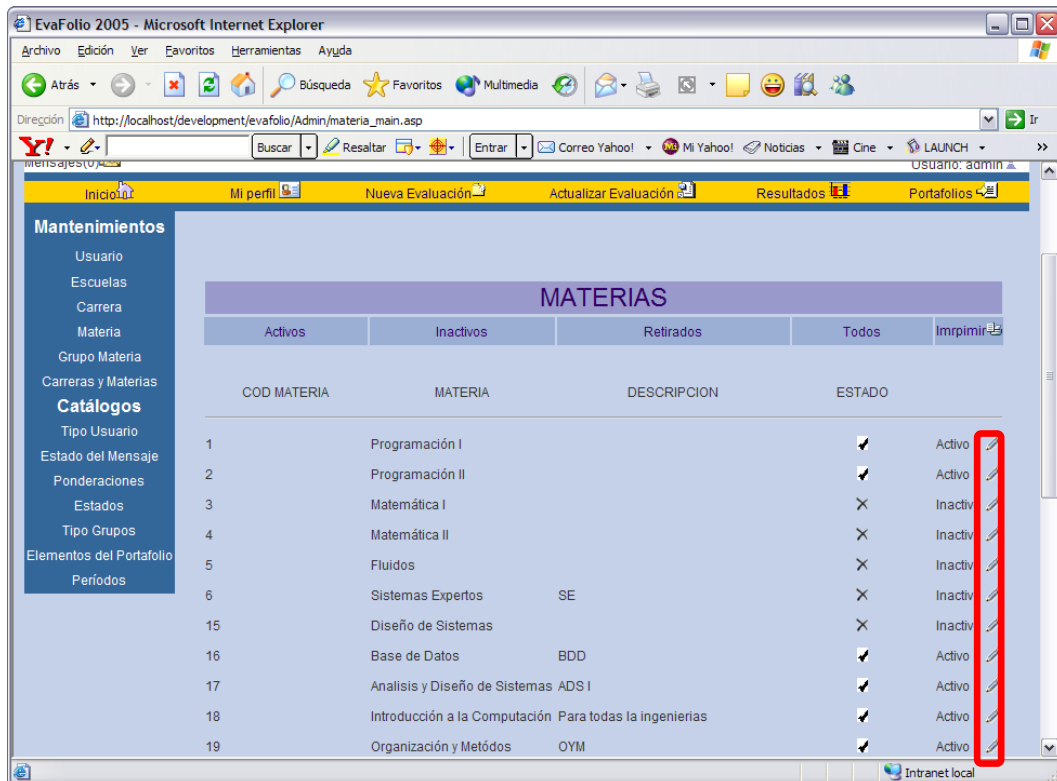 EvaFolio 2005 - Microsoft Internet Explorer
Archivo Edición Ver Favoritos Herramientas Ayuda
Atrás Búsqueda Favoritos Multimedia
Dirección http://localhost/development/evafolio/Admin/materia_main.asp Ir
Y! Buscar Resaltar Entrar Correo Yahoo! Mi Yahoo! Noticias Cine LAUNCH »
Mensajes(0) Usuario: admin
Inicio Mi perfil Nueva Evaluación Actualizar Evaluación Resultados Portafolios
Mantenimientos
Usuario
Escuelas
Carrera
Materia
Grupo Materia
Carreras y Materias
Catálogos
Tipo Usuario
Estado del Mensaje
Ponderaciones
Estados
Tipo Grupos
Elementos del Portafolio
Períodos
MATERIAS
Activos Inactivos Retirados Todos Imrpimir
COD MATERIA MATERIA DESCRIPCION ESTADO
1 Programación I Activo
2 Programación II Activo
3 Matemática I Inactiv
4 Matemática II Inactiv
5 Fluidos Inactiv
6 Sistemas Expertos SE Inactiv
15 Diseño de Sistemas Inactiv
16 Base de Datos BDD Activo
17 Analisis y Diseño de Sistemas ADS I Activo
18 Introducción a la Computación Para todas la ingenierias Activo
19 Organización y Metódos OYM Activo
Intranet local